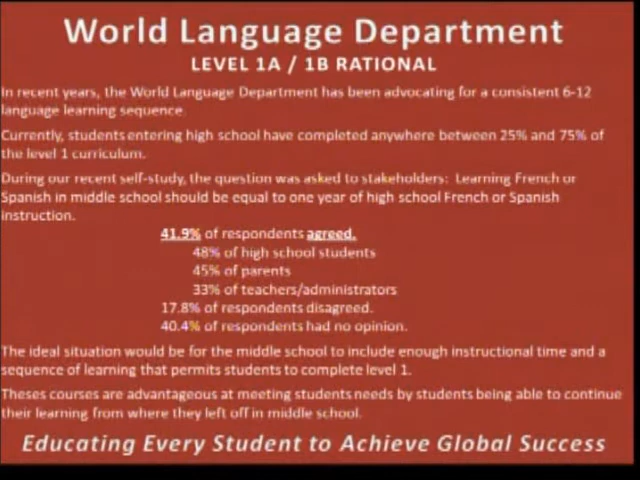 World Language Department
LEVEL 1A / 1B RATIONAL
In recent years, the World Language Department has been advocating for a consistent 6-12
language learning sequence.
Currently, students entering high school have completed anywhere between 25% and 75% of
the level 1 curriculum.
During our recent self-study, the question was asked to stakeholders: Learning French or
Spanish in middle school should be equal to one year of high school French or Spanish
instruction.
41.9% of respondents agreed.
48% of high school students
45% of parents
33% of teachers/administrators
17.8% of respondents disagreed.
40.4% of respondents had no opinion.
The ideal situation would be for the middle school to include enough instructional time and a
sequence of learning that permits students to complete level 1.
Theses courses are advantageous at meeting students needs by students being able to continue
their learning from where they left off in middle school.
Educating Every Student to Achieve Global Success